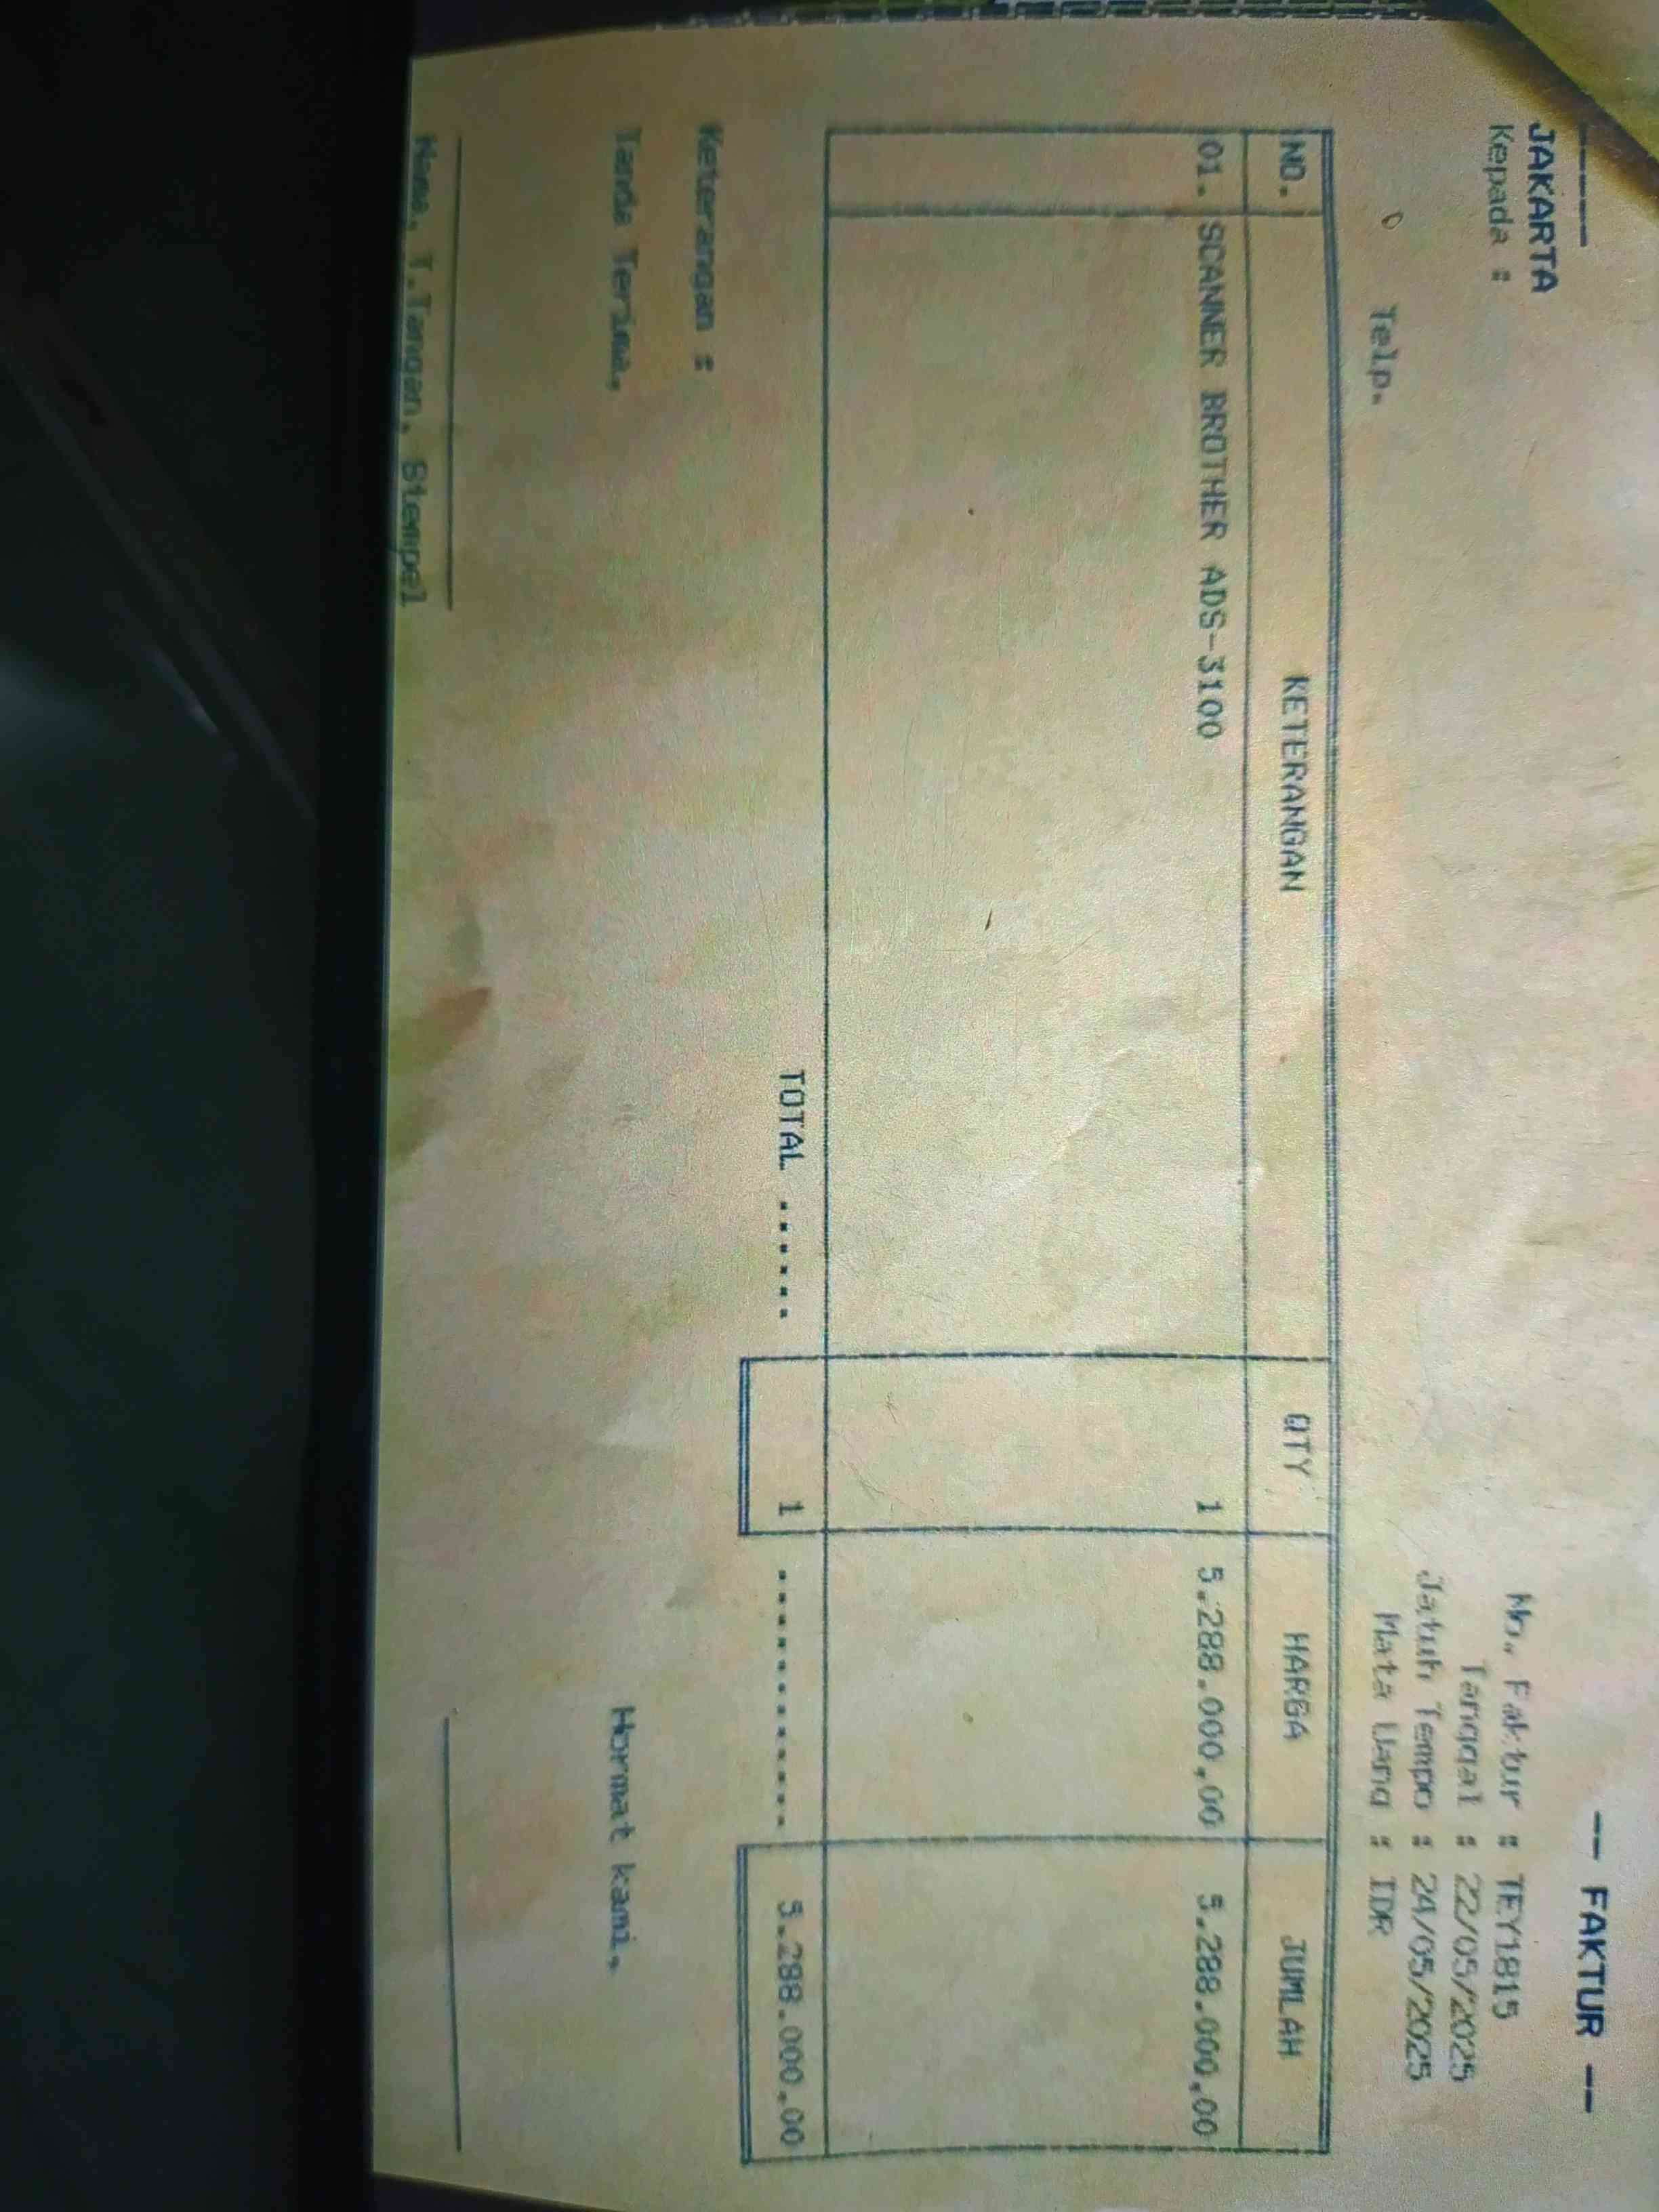 -- FAKTUR --
JAKARTA
Kepada :
No. Faktur : TEY1815
Tanggal : 22/05/2025
Jatuh Tempo : 24/05/2025
Telp.
Mata Uang : IDR
NO. KETERANGAN QTY HARGA JUMLAH
01. SCANNER BROTHER ADS-3100 1 5.288.000,00 5.288.000,00
TOTAL ...... 1 ............. 5.288.000,00
Keterangan :
Tanda Terima, Hormat kami,
Nama, T.Tangan, Stempel